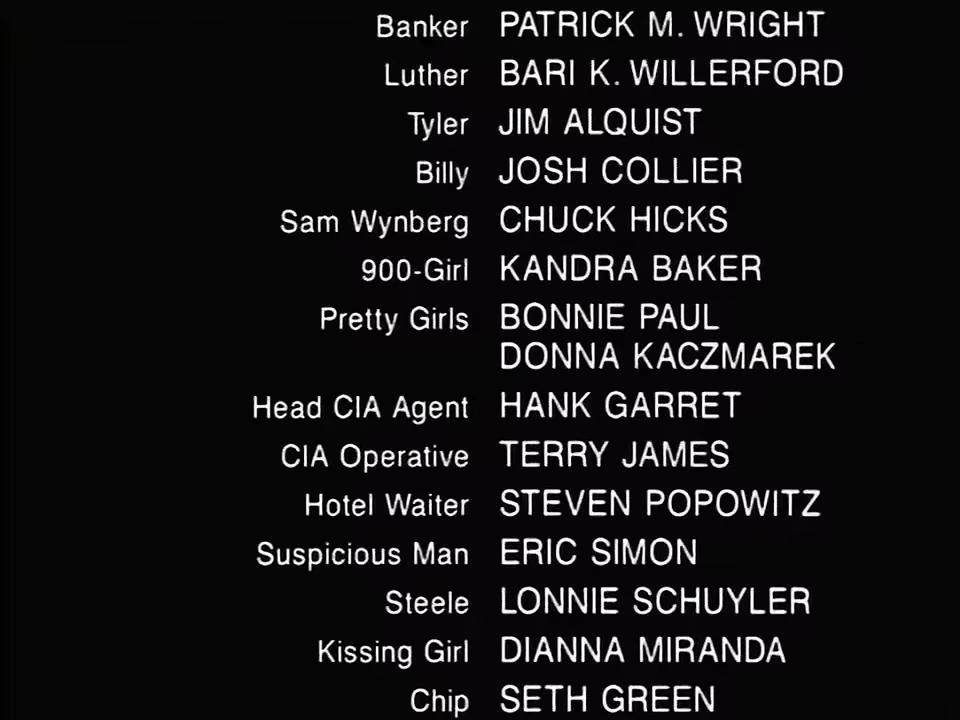 Banker PATRICK M. WRIGHT
Luther BARI K. WILLERFORD
Tyler JIM ALQUIST
Billy JOSH COLLIER
Sam Wynberg CHUCK HICKS
900-Girl KANDRA BAKER
Pretty Girls BONNIE PAUL
DONNA KACZMAREK
Head CIA Agent HANK GARRET
CIA Operative TERRY JAMES
Hotel Waiter STEVEN POPOWITZ
Suspicious Man ERIC SIMON
Steele LONNIE SCHUYLER
Kissing Girl DIANNA MIRANDA
Chip SETH GREEN